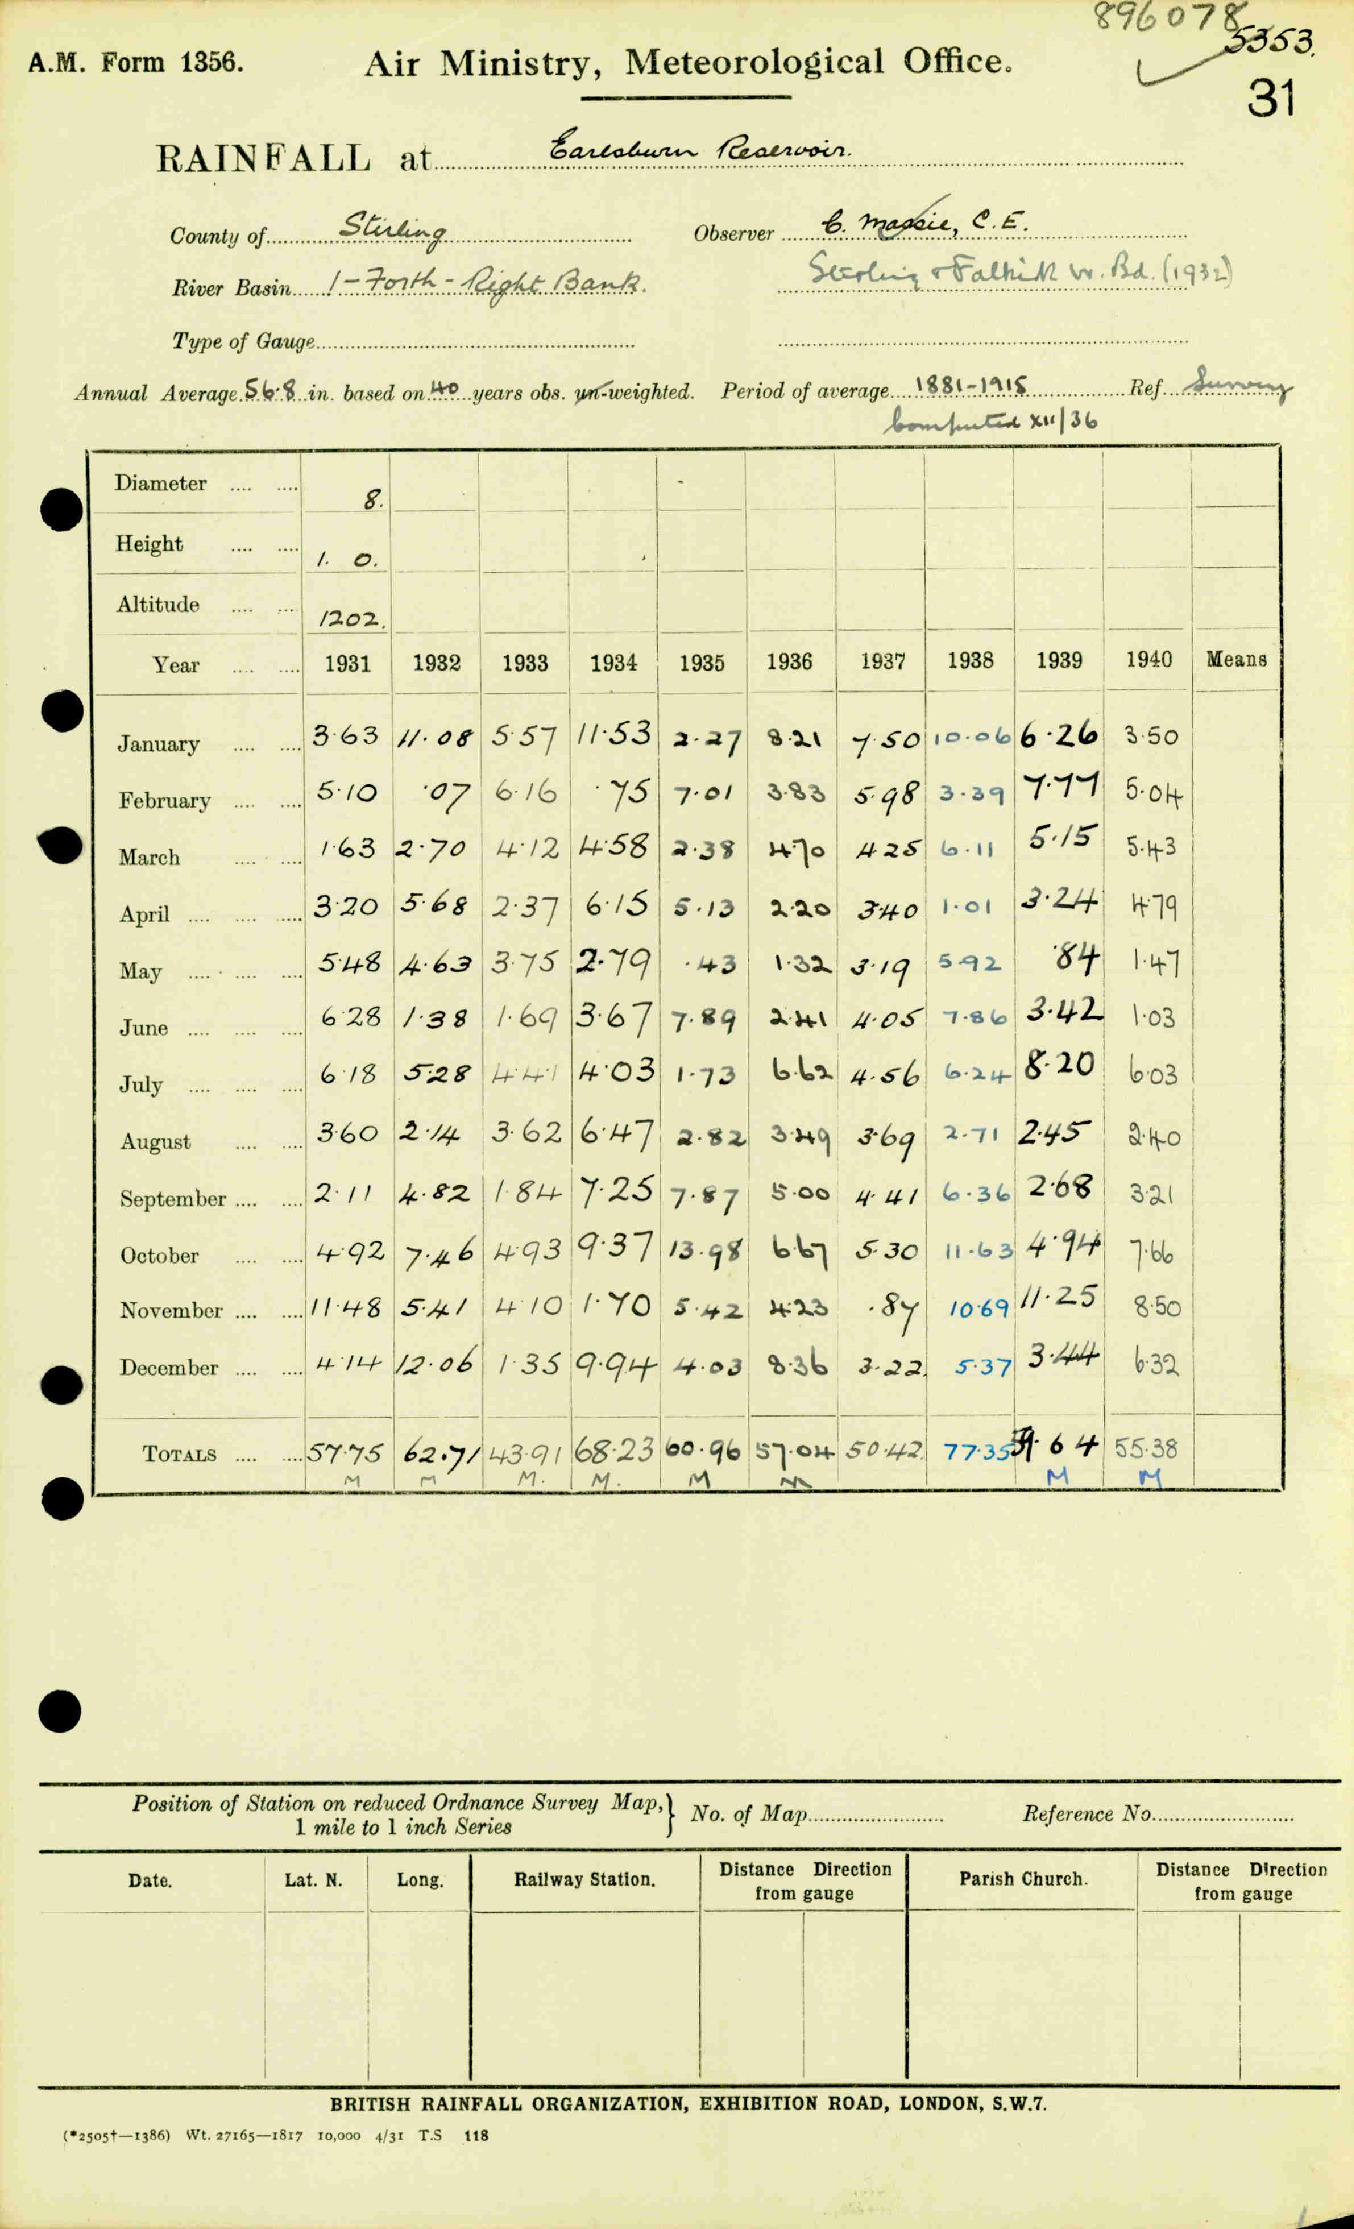 896078
5353.
A.M. Form 1356. Air Ministry, Meteorological Office.
31
RAINFALL at Earlsburn Reservoir.
County of Stirling Observer C. Massie, C.E.
River Basin 1-Forth-Right Bank. Stirling & Falkirk W. Bd. (1932)
Type of Gauge
Annual Average 56.8 in. based on 40 years obs. un-weighted. Period of average 1881-1915 Ref. Survey
Computed XII/36
Diameter 8.
Height 1. 0.
Altitude 1202.
Year 1931 1932 1933 1934 1935 1936 1937 1938 1939 1940 Means
January 3.63 11.08 5.57 11.53 2.27 8.21 7.50 10.06 6.26 3.50
February 5.10 .07 6.16 .75 7.01 3.83 5.98 3.39 7.77 5.04
March 1.63 2.70 4.12 4.58 2.38 4.70 4.25 6.11 5.15 5.43
April 3.20 5.68 2.37 6.15 5.13 2.20 3.40 1.01 3.24 4.79
May 5.48 4.63 3.75 2.79 .43 1.32 3.19 5.92 .84 1.47
June 6.28 1.38 1.69 3.67 7.89 2.41 4.05 7.86 3.42 1.03
July 6.18 5.28 4.41 4.03 1.73 6.62 4.56 6.24 8.20 6.03
August 3.60 2.14 3.62 6.47 2.82 3.49 3.69 2.71 2.45 2.40
September 2.11 4.82 1.84 7.25 7.87 5.00 4.41 6.36 2.68 3.21
October 4.92 7.46 4.93 9.37 13.98 6.67 5.30 11.63 4.94 7.66
November 11.48 5.41 4.10 1.70 5.42 4.23 .87 10.69 11.25 8.50
December 4.14 12.06 1.35 9.94 4.03 8.36 3.22 5.37 3.44 6.32
TOTALS 57.75 62.71 43.91 68.23 60.96 57.04 50.42 77.35 59.64 55.38
M M M. M. M M M M
Position of Station on reduced Ordnance Survey Map, 1 mile to 1 inch Series } No. of Map Reference No.
Date. Lat. N. Long. Railway Station. Distance Direction from gauge Parish Church. Distance Direction from gauge
BRITISH RAINFALL ORGANIZATION, EXHIBITION ROAD, LONDON, S.W.7.
(*2505†—1386) Wt. 27165—1817 10,000 4/31 T.S 118